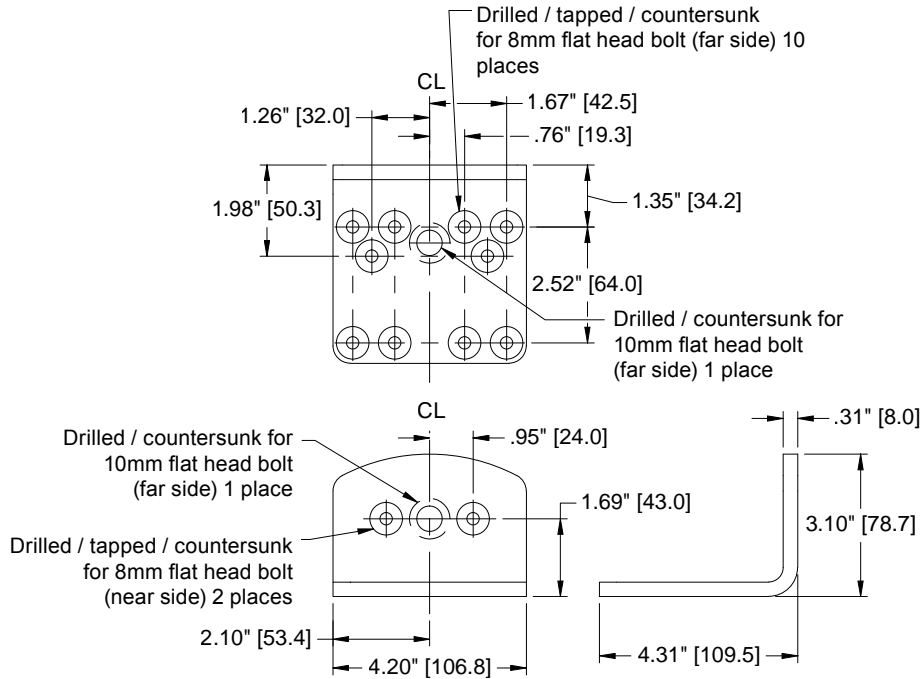 Drilled / tapped / countersunk
for 8mm flat head bolt (far side) 10
places
CL
1.67" [42.5]
1.26" [32.0]
.76" [19.3]
1.98" [50.3]
1.35" [34.2]
2.52" [64.0]
Drilled / countersunk for
10mm flat head bolt
(far side) 1 place
CL
.31" [8.0]
.95" [24.0]
Drilled / countersunk for
10mm flat head bolt
(far side) 1 place
1.69" [43.0]
3.10" [78.7]
Drilled / tapped / countersunk
for 8mm flat head bolt
(near side) 2 places
2.10" [53.4]
4.20" [106.8]
4.31" [109.5]